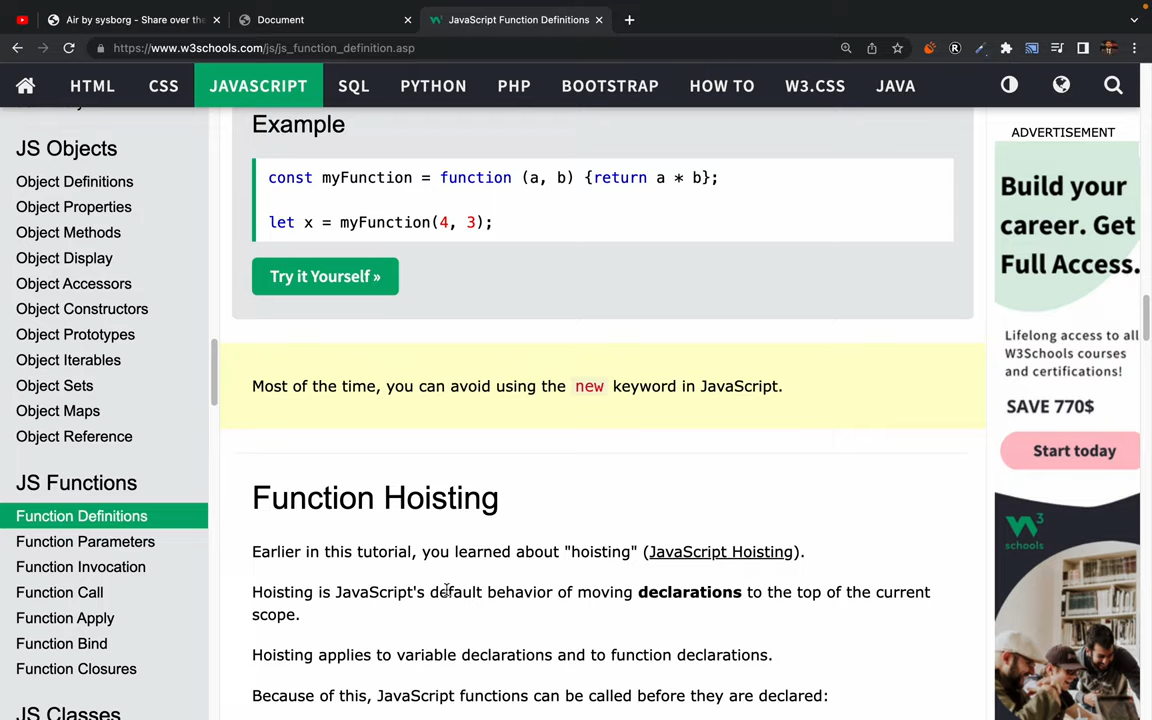 Air by sysborg - Share over the
Document
JavaScript Function Definitions
https://www.w3schools.com/js/js_function_definition.asp
HTML
CSS
JAVASCRIPT
SQL
PYTHON
PHP
BOOTSTRAP
HOW TO
W3.CSS
JAVA
JS Objects
Object Definitions
Object Properties
Object Methods
Object Display
Object Accessors
Object Constructors
Object Prototypes
Object Iterables
Object Sets
Object Maps
Object Reference
JS Functions
Function Definitions
Function Parameters
Function Invocation
Function Call
Function Apply
Function Bind
Function Closures
JS Classes
Example
const myFunction = function (a, b) {return a * b};
let x = myFunction(4, 3);
Try it Yourself »
Most of the time, you can avoid using the new keyword in JavaScript.
Function Hoisting
Earlier in this tutorial, you learned about "hoisting" (JavaScript Hoisting).
Hoisting is JavaScript's default behavior of moving declarations to the top of the current
scope.
Hoisting applies to variable declarations and to function declarations.
Because of this, JavaScript functions can be called before they are declared:
ADVERTISEMENT
Build your
career. Get
Full Access.
Lifelong access to all
W3Schools courses
and certifications!
SAVE 770$
Start today
W3
schools